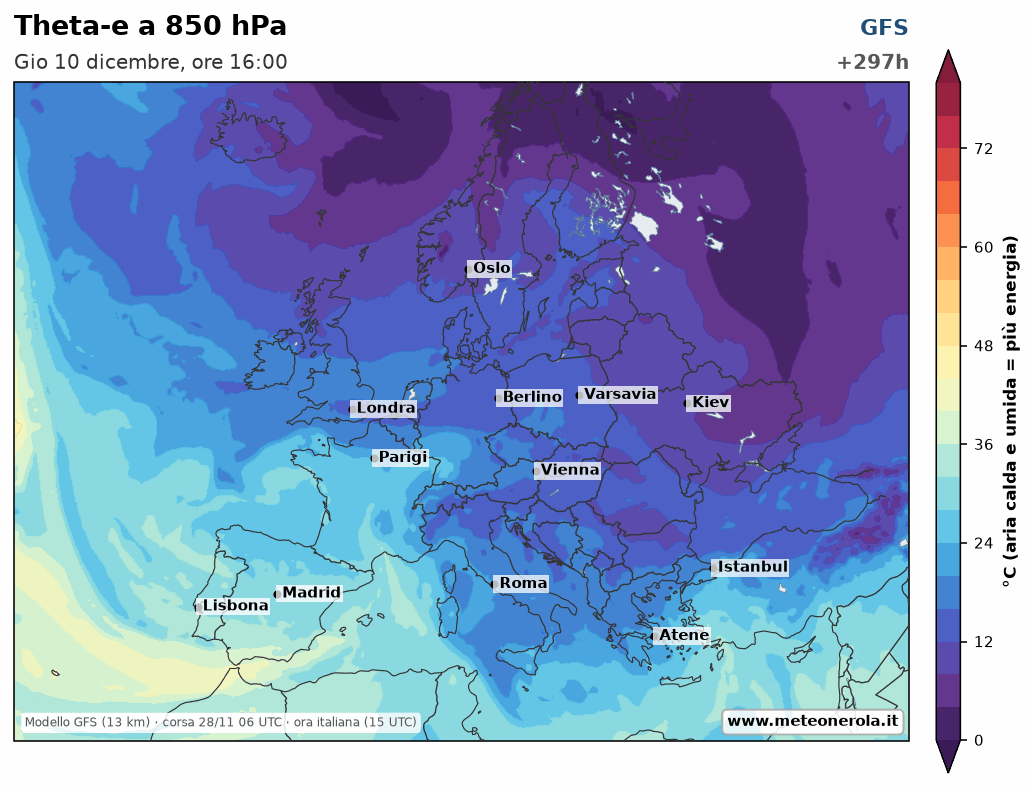 Theta-e a 850 hPa
GFS
Gio 10 dicembre, ore 16:00
+297h
Oslo
Londra
Berlino
Varsavia
Kiev
Parigi
Vienna
Istanbul
Roma
Madrid
Lisbona
Atene
Modello GFS (13 km) · corsa 28/11 06 UTC · ora italiana (15 UTC)
www.meteonerola.it
72
60
48
36
24
12
0
°C (aria calda e umida = più energia)